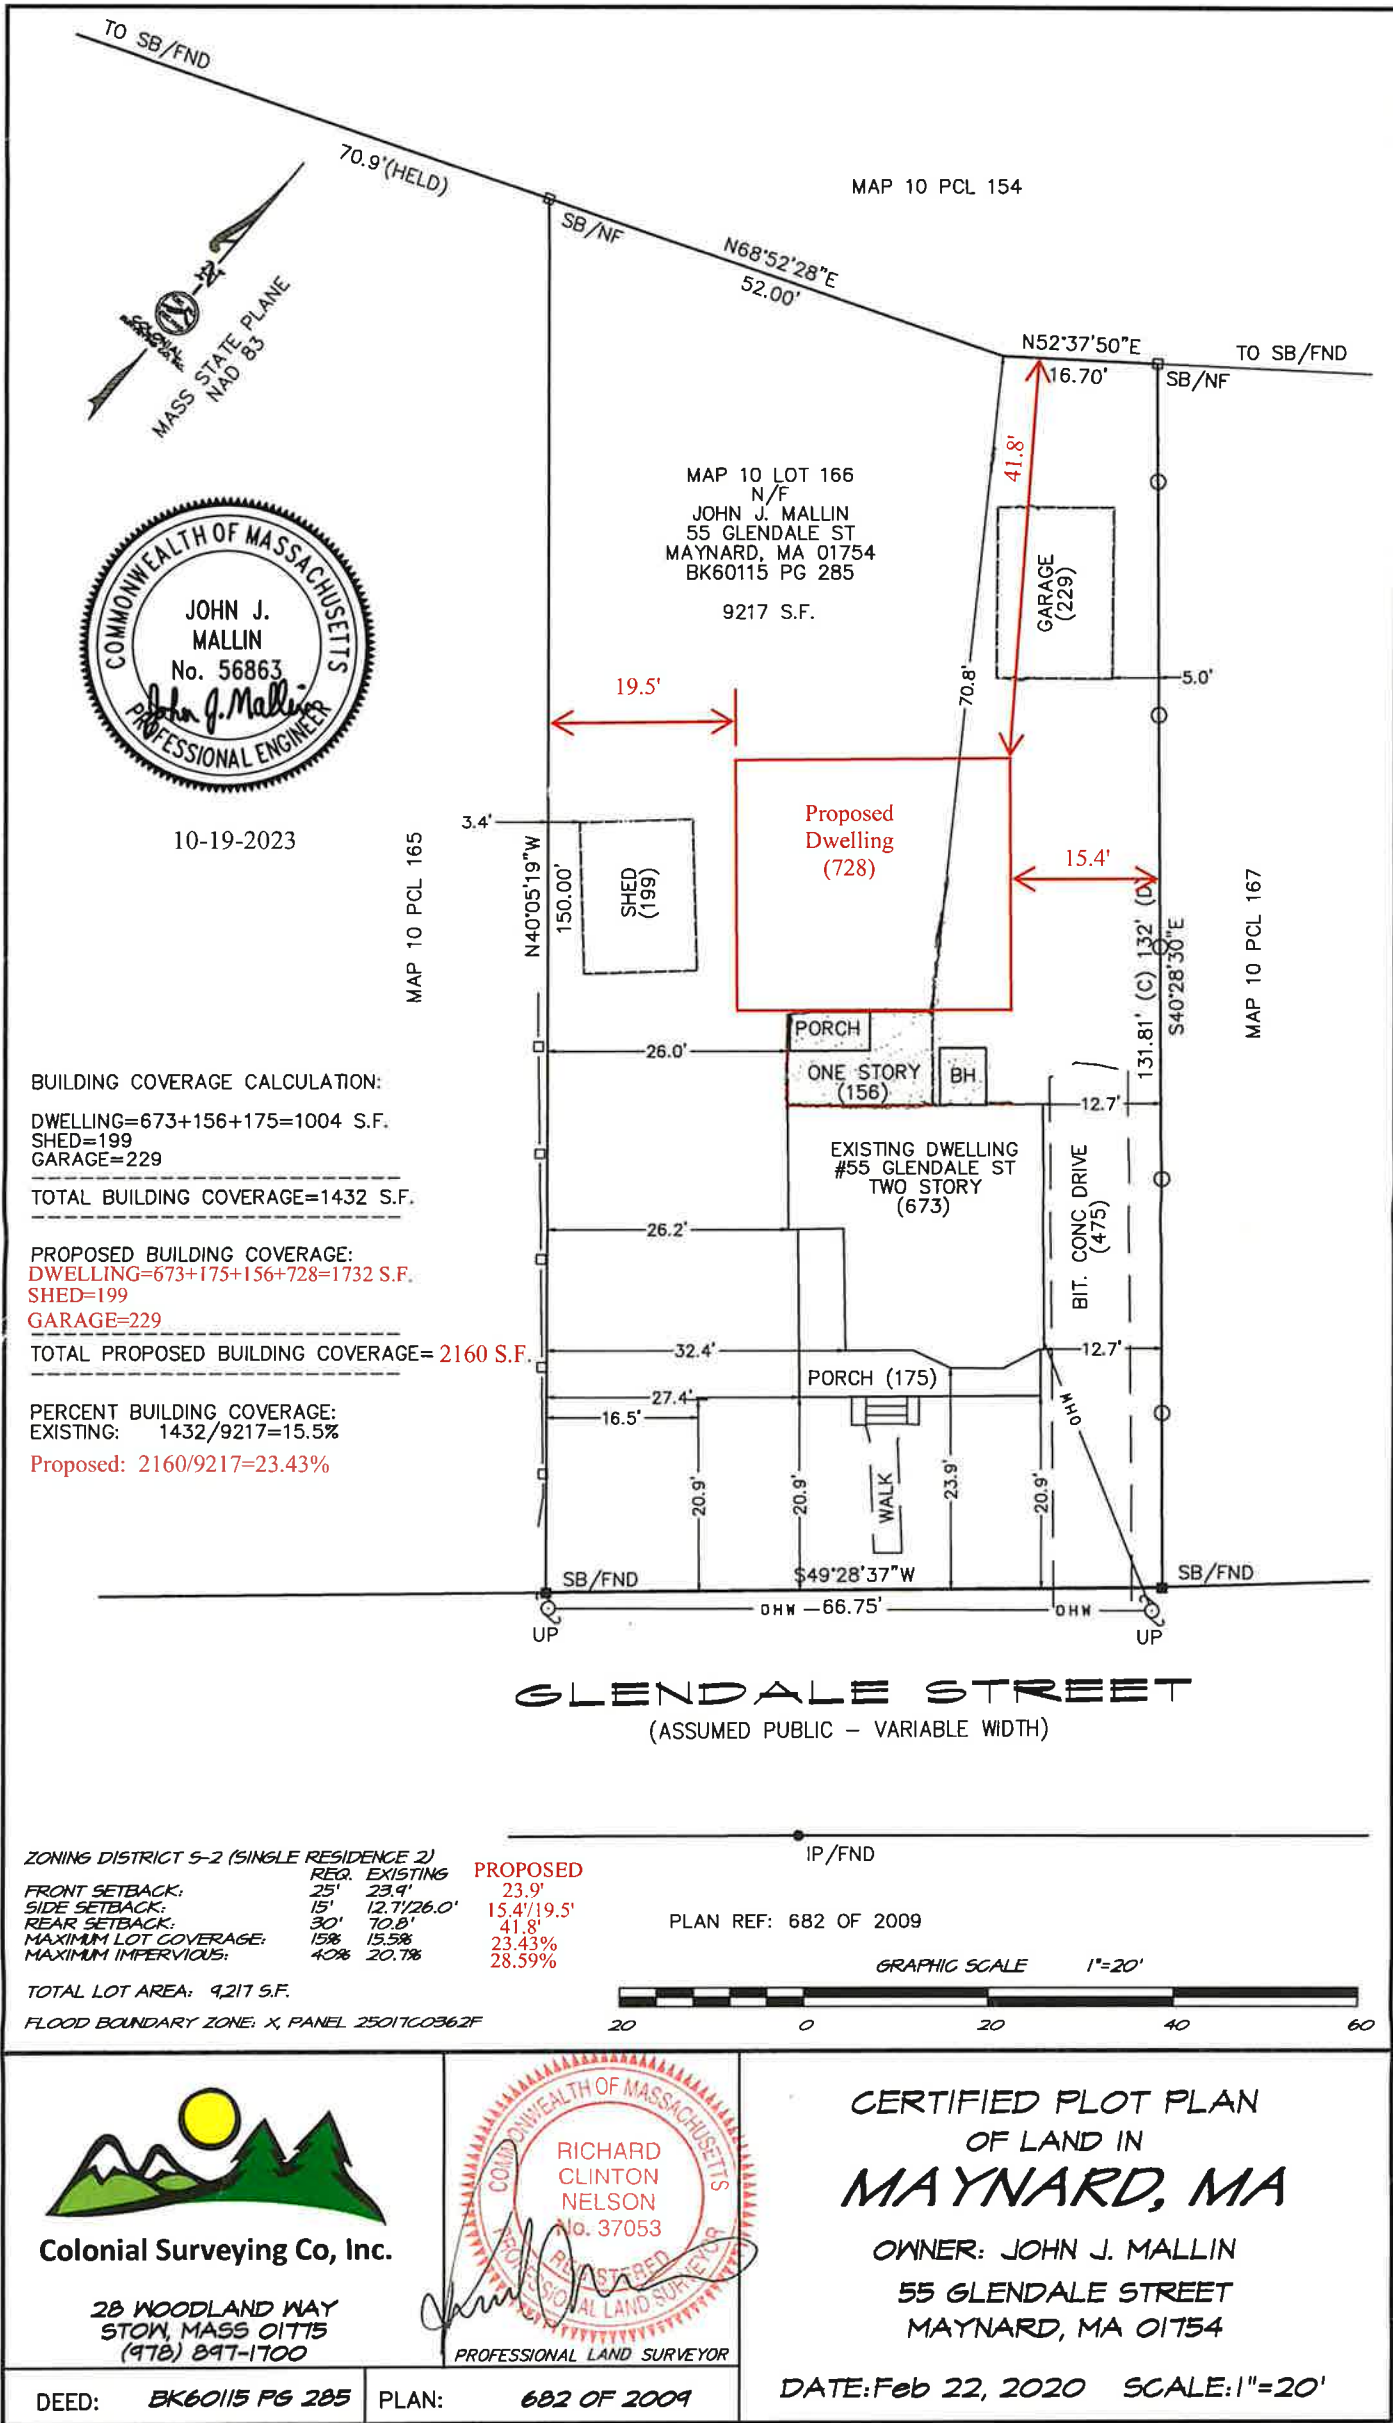 TO SB/FND
70.9'(HELD)
SB/NF
MAP 10 PCL 154
N68°52'28"E
52.00'
N52°37'50"E
16.70'
TO SB/FND
SB/NF
MASS STATE PLANE
NAD 83
COLONIAL
41.8'
MAP 10 LOT 166
N/F
JOHN J. MALLIN
55 GLENDALE ST
MAYNARD, MA 01754
BK60115 PG 285
9217 S.F.
GARAGE
(229)
5.0'
70.8'
COMMONWEALTH OF MASSACHUSETTS
JOHN J.
MALLIN
No. 56863
John J. Mallin
PROFESSIONAL ENGINEER
10-19-2023
19.5'
Proposed
Dwelling
(728)
15.4'
3.4'
SHED
(199)
MAP 10 PCL 165
N40°05'19"W
150.00'
131.81' (C) 132' (D)
S40°28'30"E
MAP 10 PCL 167
PORCH
26.0'
ONE STORY
(156)
BH
12.7'
EXISTING DWELLING
#55 GLENDALE ST
TWO STORY
(673)
BIT. CONC DRIVE
(475)
26.2'
32.4'
12.7'
PORCH (175)
27.4'
16.5'
OHW
20.9'
20.9'
WALK
23.9'
20.9'
BUILDING COVERAGE CALCULATION:
DWELLING=673+156+175=1004 S.F.
SHED=199
GARAGE=229
TOTAL BUILDING COVERAGE=1432 S.F.
PROPOSED BUILDING COVERAGE:
DWELLING=673+175+156+728=1732 S.F.
SHED=199
GARAGE=229
TOTAL PROPOSED BUILDING COVERAGE= 2160 S.F.
PERCENT BUILDING COVERAGE:
EXISTING: 1432/9217=15.5%
Proposed: 2160/9217=23.43%
SB/FND
S49°28'37"W
SB/FND
OHW 66.75' OHW
UP
UP
GLENDALE STREET
(ASSUMED PUBLIC – VARIABLE WIDTH)
IP/FND
ZONING DISTRICT S-2 (SINGLE RESIDENCE 2)
REQ. EXISTING PROPOSED
FRONT SETBACK: 25' 23.9' 23.9'
SIDE SETBACK: 15' 12.7'/26.0' 15.4'/19.5'
REAR SETBACK: 30' 70.8' 41.8'
MAXIMUM LOT COVERAGE: 15% 15.5% 23.43%
MAXIMUM IMPERVIOUS: 40% 20.7% 28.59%
TOTAL LOT AREA: 9,217 S.F.
FLOOD BOUNDARY ZONE: X, PANEL 25017C0362F
PLAN REF: 682 OF 2009
GRAPHIC SCALE 1"=20'
20 0 20 40 60
Colonial Surveying Co, Inc.
28 WOODLAND WAY
STOW, MASS 01775
(978) 897-1700
COMMONWEALTH OF MASSACHUSETTS
RICHARD
CLINTON
NELSON
No. 37053
REGISTERED
PROFESSIONAL LAND SURVEYOR
PROFESSIONAL LAND SURVEYOR
CERTIFIED PLOT PLAN
OF LAND IN
MAYNARD, MA
OWNER: JOHN J. MALLIN
55 GLENDALE STREET
MAYNARD, MA 01754
DATE:Feb 22, 2020 SCALE:1"=20'
DEED: BK60115 PG 285
PLAN: 682 OF 2009